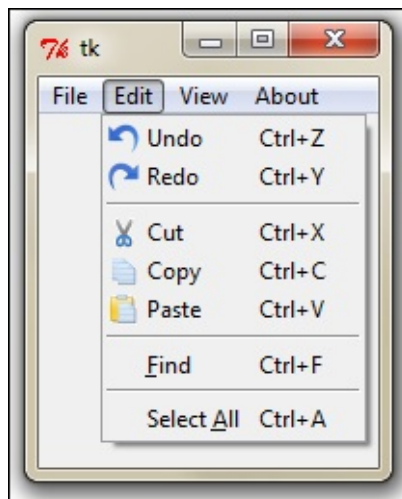 tk
File Edit View About
Undo Ctrl+Z
Redo Ctrl+Y
Cut Ctrl+X
Copy Ctrl+C
Paste Ctrl+V
Find Ctrl+F
Select All Ctrl+A